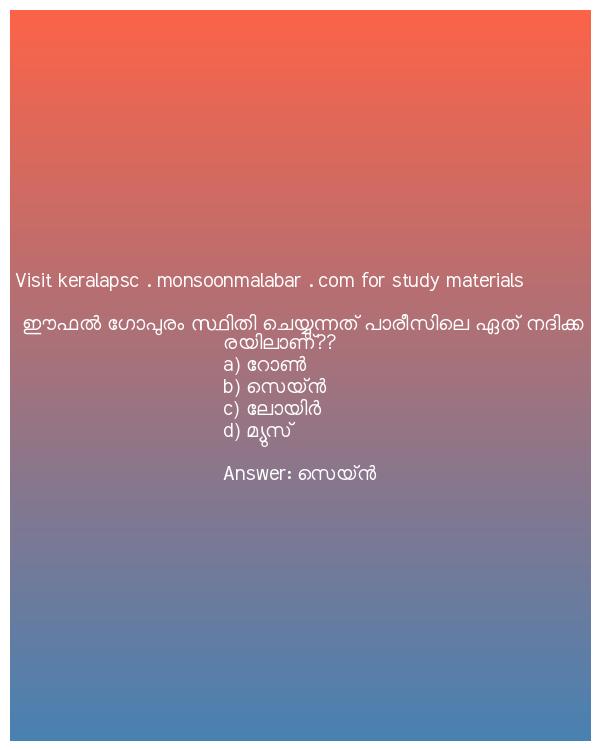 Visit keralapsc . monsoonmalabar . com for study materials
ഈഫൽ ഗോപുരം സ്ഥിതി ചെയ്യുന്നത് പാരീസിലെ ഏത് നദിക്ക
രയിലാണ്??
a) റോൺ
b) സെയ്ൻ
c) ലോയിർ
d) മ്യൂസ്
Answer: സെയ്ൻ